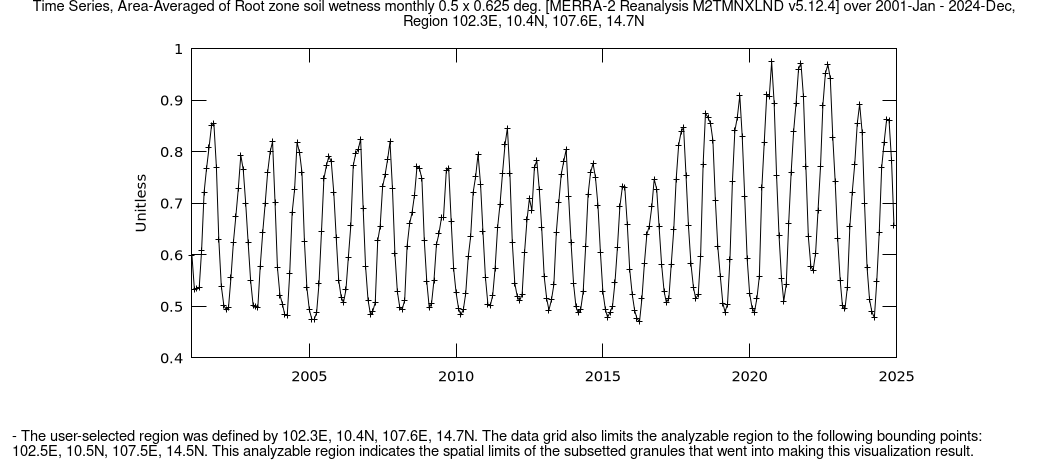 Time Series, Area-Averaged of Root zone soil wetness monthly 0.5 x 0.625 deg. [MERRA-2 Reanalysis M2TMNXLND v5.12.4] over 2001-Jan - 2024-Dec,
Region 102.3E, 10.4N, 107.6E, 14.7N
1
0.9
0.8
0.7
0.6
0.5
0.4
Unitless
2005 2010 2015 2020 2025
- The user-selected region was defined by 102.3E, 10.4N, 107.6E, 14.7N. The data grid also limits the analyzable region to the following bounding points:
102.5E, 10.5N, 107.5E, 14.5N. This analyzable region indicates the spatial limits of the subsetted granules that went into making this visualization result.